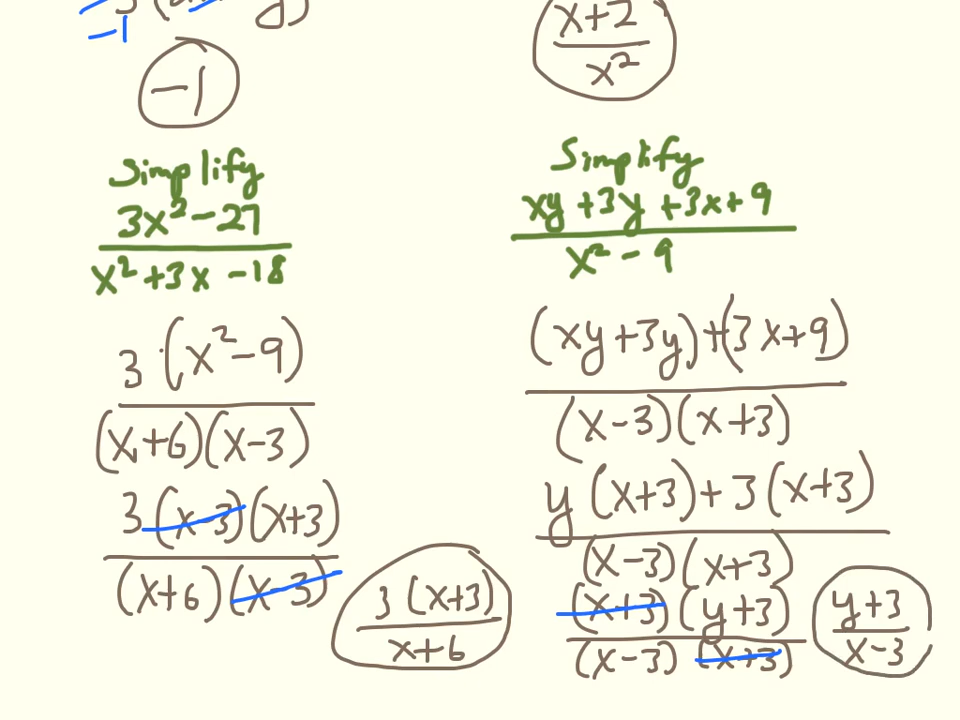 -1
-1
Simplify
3x² - 27
x² + 3x - 18
3 · (x² - 9)
(x + 6)(x - 3)
3 (x - 3)(x + 3)
(x + 6)(x - 3)
3 (x + 3)
x + 6
x + 2
x²
Simplify
xy + 3y + 3x + 9
x² - 9
(xy + 3y) + (3x + 9)
(x - 3)(x + 3)
y (x + 3) + 3 (x + 3)
(x - 3)(x + 3)
(x + 3)(y + 3)
(x - 3)(x + 3)
y + 3
x - 3